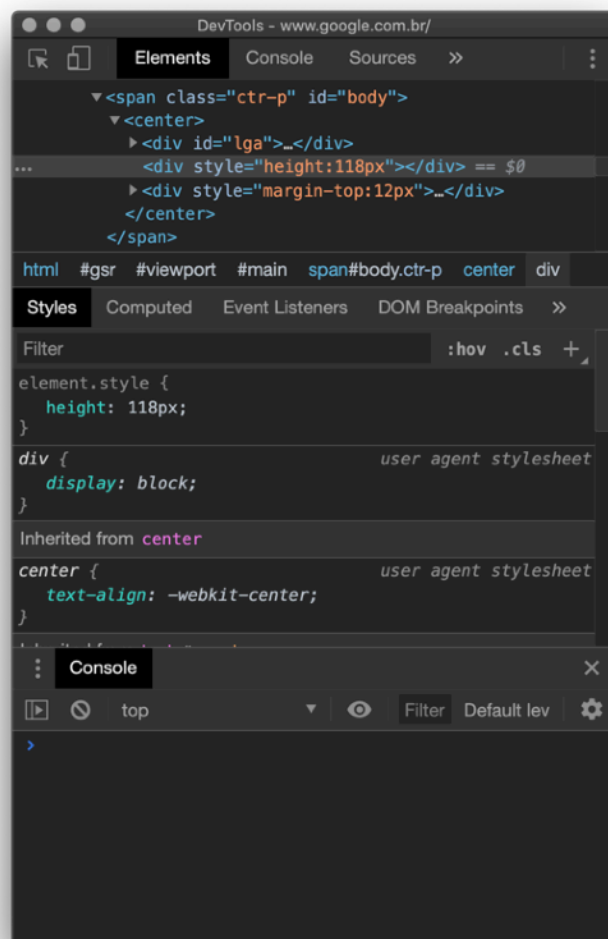 DevTools - www.google.com.br/
Elements Console Sources »
▼<span class="ctr-p" id="body">
▼<center>
▶<div id="lga">…</div>
… <div style="height:118px"></div> == $0
▶<div style="margin-top:12px">…</div>
</center>
</span>
html #gsr #viewport #main span#body.ctr-p center div
Styles Computed Event Listeners DOM Breakpoints »
Filter :hov .cls +
element.style {
height: 118px;
}
div { user agent stylesheet
display: block;
}
Inherited from center
center { user agent stylesheet
text-align: -webkit-center;
}
Console ×
top ▼ Filter Default lev
›